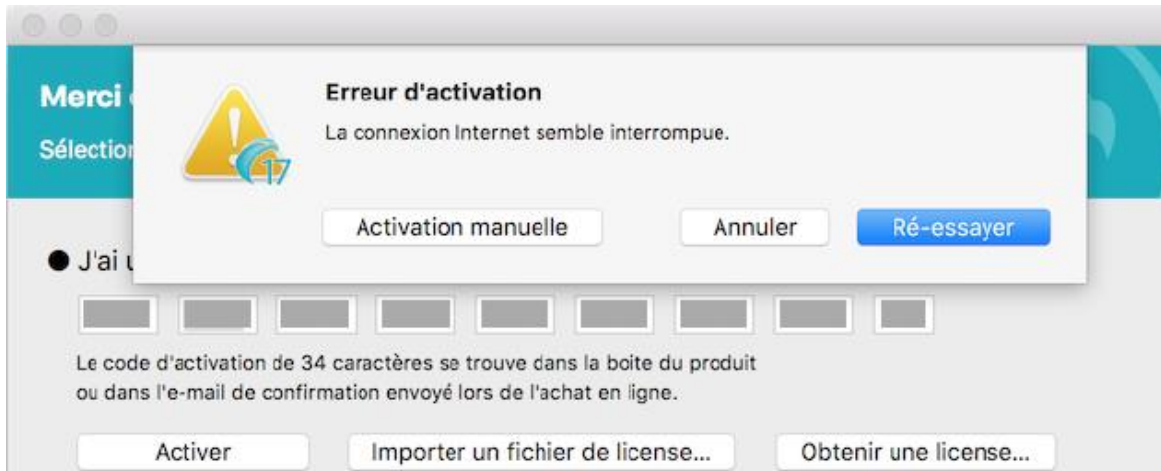 Erreur d'activation
La connexion Internet semble interrompue.
17
Activation manuelle
Annuler
Ré-essayer
Merci
Sélection
J'ai u
Le code d'activation de 34 caractères se trouve dans la boite du produit
ou dans l'e-mail de confirmation envoyé lors de l'achat en ligne.
Activer
Importer un fichier de license...
Obtenir une license...